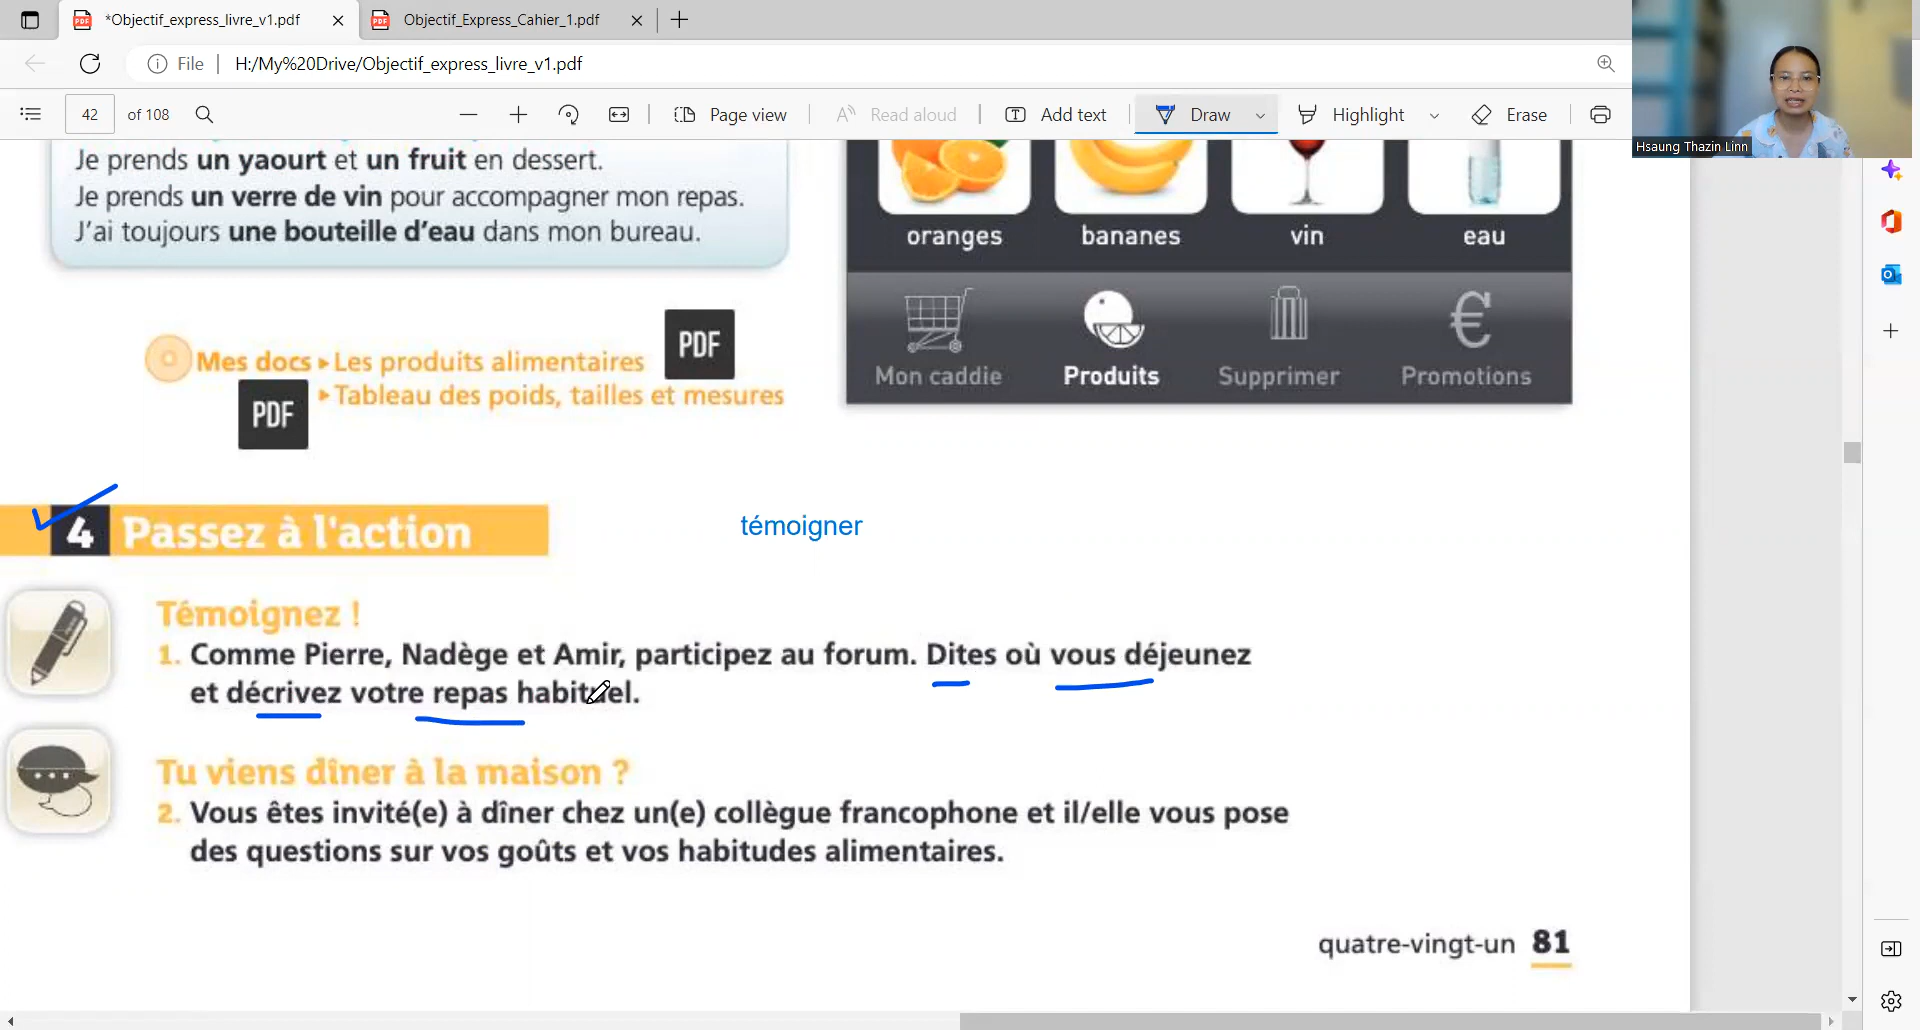 *Objectif_express_livre_v1.pdf
Objectif_Express_Cahier_1.pdf
File
H:/My%20Drive/Objectif_express_livre_v1.pdf
42 of 108
Page view
Read aloud
Add text
Draw
Highlight
Erase
Hsaung Thazin Linn
Je prends un yaourt et un fruit en dessert.
Je prends un verre de vin pour accompagner mon repas.
J'ai toujours une bouteille d'eau dans mon bureau.
oranges bananes vin eau
Mon caddie Produits Supprimer Promotions
Mes docs ▸ Les produits alimentaires
PDF
▸ Tableau des poids, tailles et mesures
PDF
4 Passez à l'action
témoigner
Témoignez !
1. Comme Pierre, Nadège et Amir, participez au forum. Dites où vous déjeunez
et décrivez votre repas habituel.
Tu viens dîner à la maison ?
2. Vous êtes invité(e) à dîner chez un(e) collègue francophone et il/elle vous pose
des questions sur vos goûts et vos habitudes alimentaires.
quatre-vingt-un 81